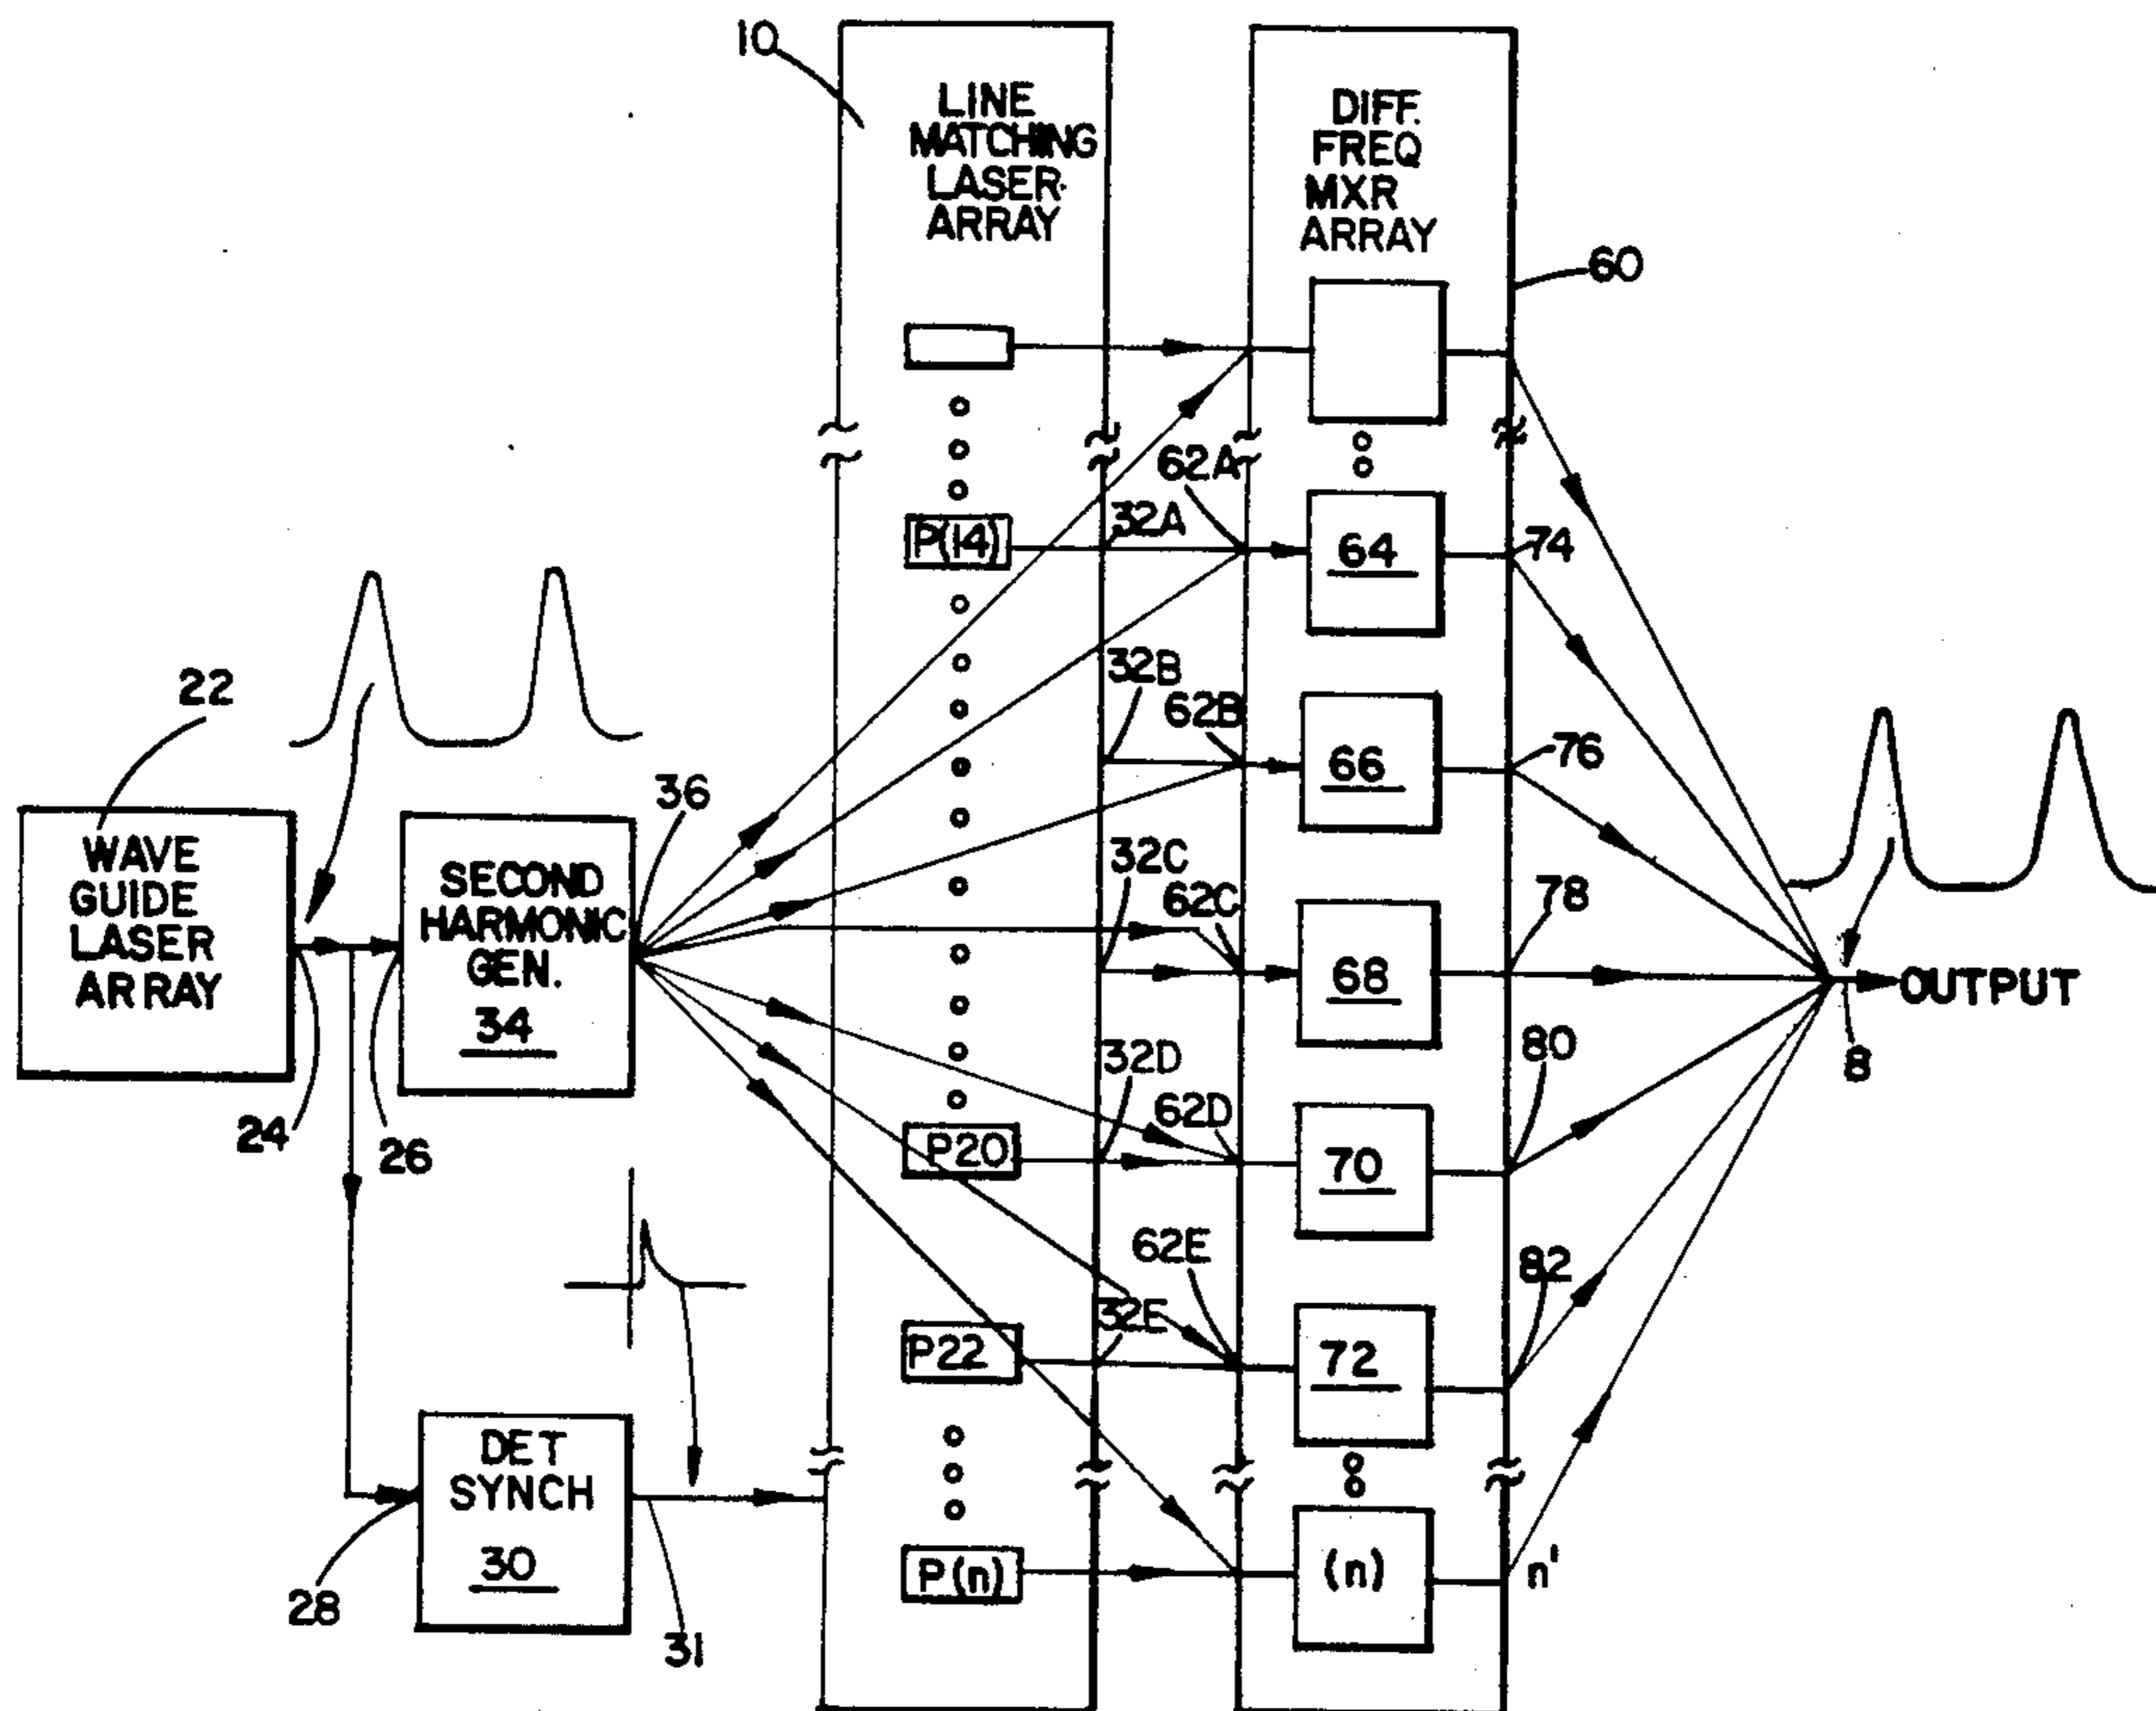 10
LINE
MATCHING
LASER
ARRAY
DIFF.
FREQ
MXR
ARRAY
60
62A
32A
P(14)
64
74
32B
62B
66
76
22
36
WAVE
GUIDE
LASER
ARRAY
SECOND
HARMONIC
GEN.
34
32C
62C
68
78
OUTPUT
8
24
26
32D
62D
P20
70
80
62E
32E
P22
72
82
DET
SYNCH
30
28
31
P(n)
(n)
n'